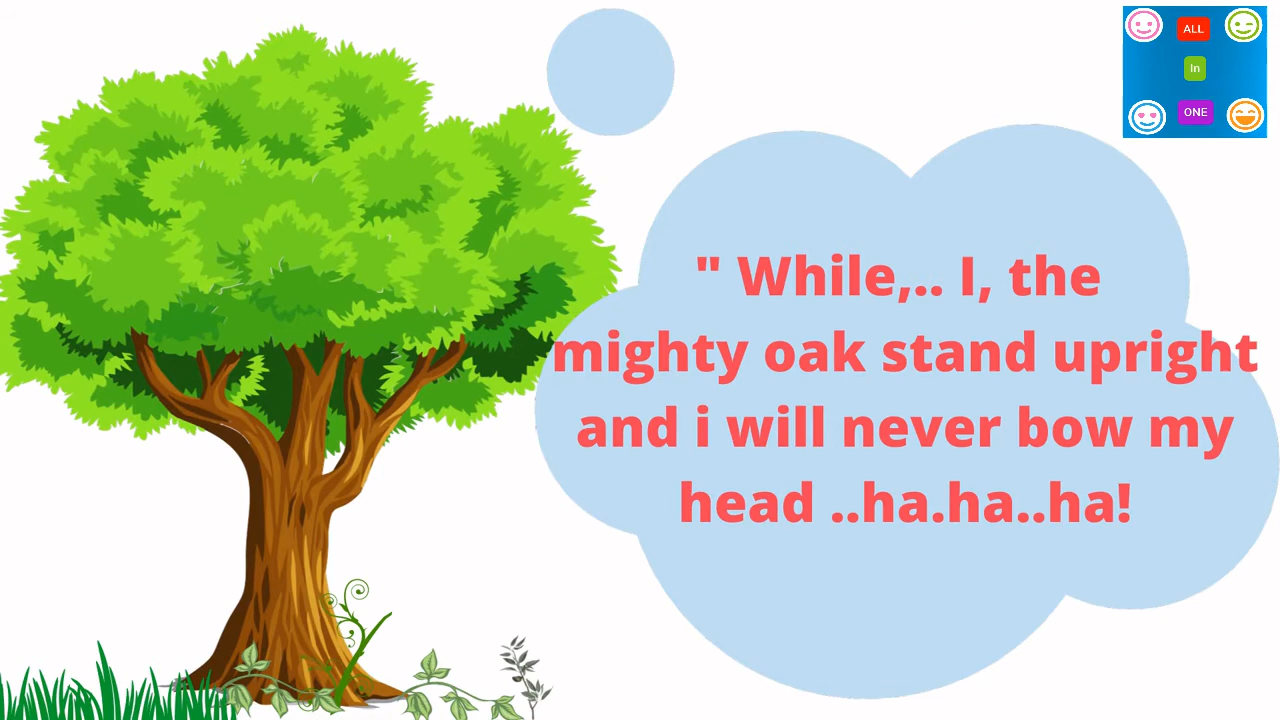 ALL
In
ONE
" While,.. I, the
mighty oak stand upright
and i will never bow my
head ..ha.ha..ha!